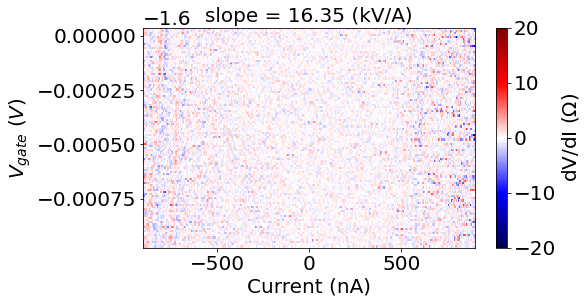 −1.6 slope = 16.35 (kV/A)
0.00000
−0.00025
−0.00050
−0.00075
V_gate (V)
−500 0 500
Current (nA)
20
10
0
−10
−20
dV/dI (Ω)